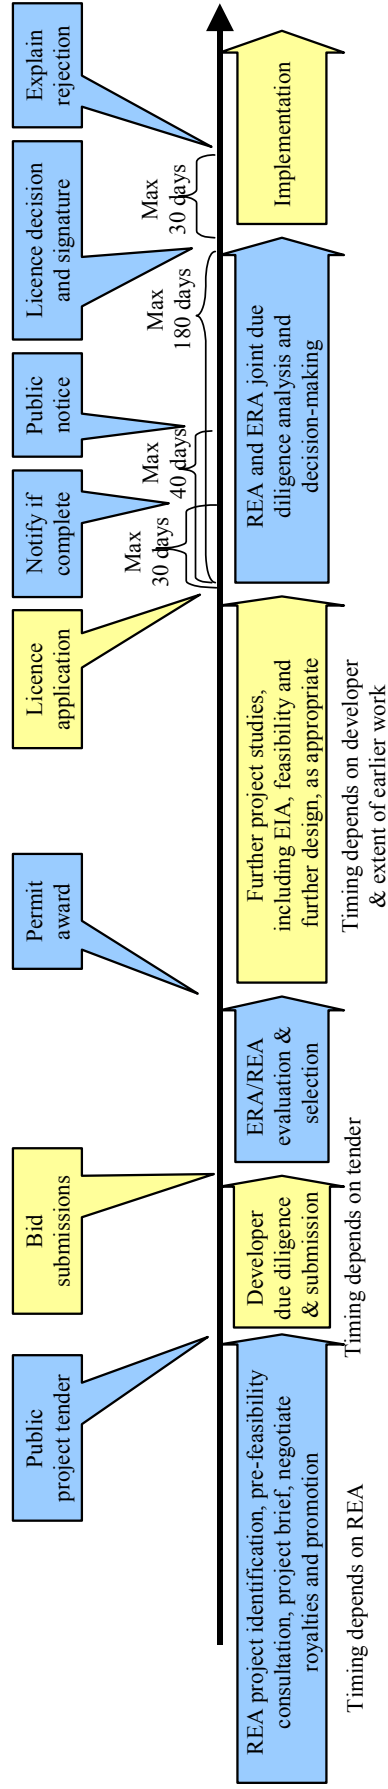 Public
project tender
Bid
submissions
Permit
award
Licence
application
Notify if
complete
Public
notice
Licence decision
and signature
Explain
rejection
Max
30 days
Max
40 days
Max
180 days
Max
30 days
REA project identification, pre-feasibility
consultation, project brief, negotiate
royalties and promotion
Developer
due diligence
& submission
ERA/REA
evaluation &
selection
Further project studies,
including EIA, feasibility and
further design, as appropriate
REA and ERA joint due
diligence analysis and
decision-making
Implementation
Timing depends on REA
Timing depends on tender
Timing depends on developer
& extent of earlier work